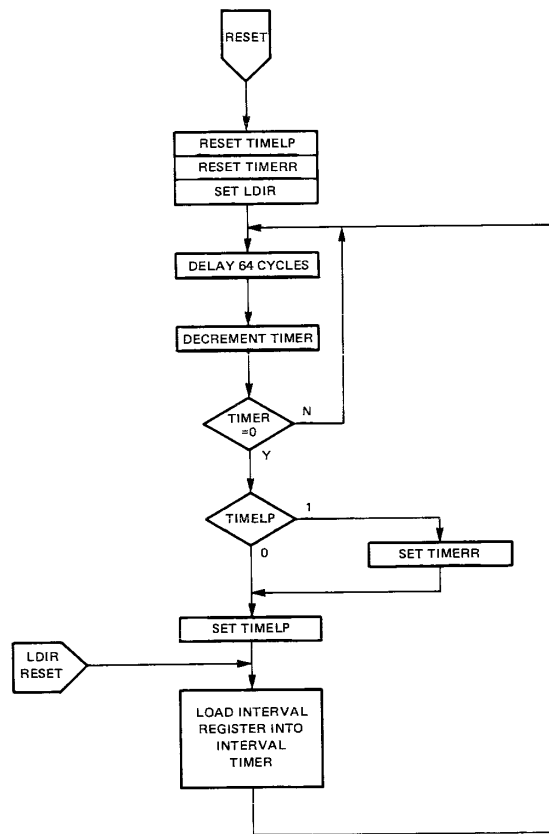 RESET
RESET TIMELP
RESET TIMERR
SET LDIR
DELAY 64 CYCLES
DECREMENT TIMER
TIMER
=0
N
Y
TIMELP
1
0
SET TIMERR
SET TIMELP
LDIR
RESET
LOAD INTERVAL
REGISTER INTO
INTERVAL
TIMER